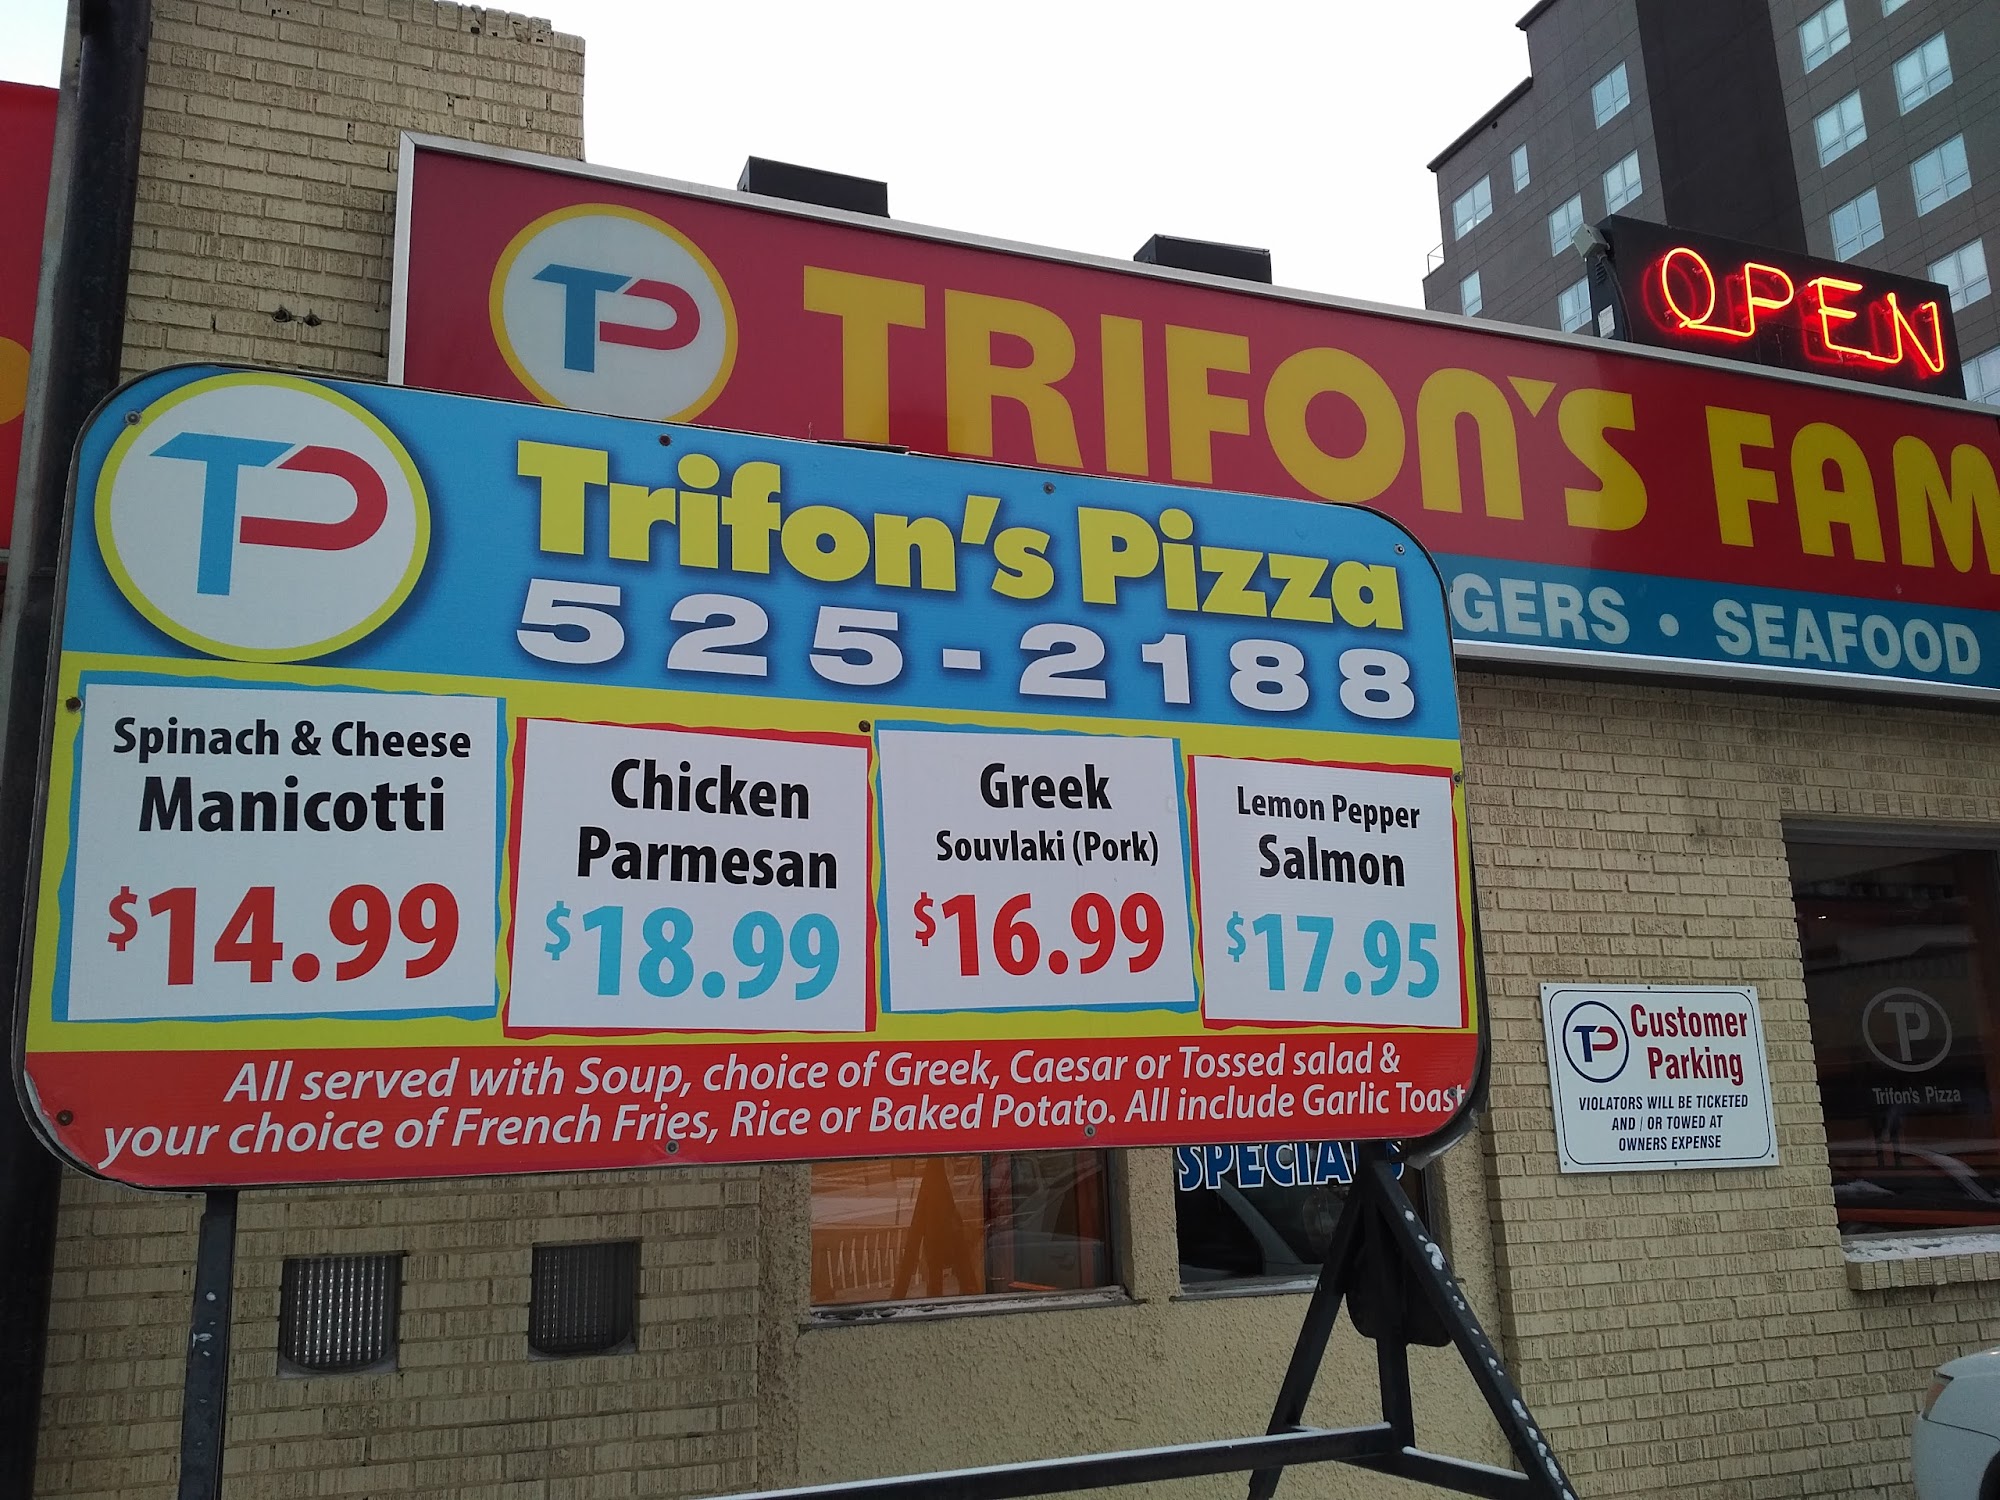 OPEN
TP TRIFON'S FAM
GERS • SEAFOOD
TP
Trifon's Pizza
525-2188
Spinach & Cheese
Manicotti
$14.99
Chicken
Parmesan
$18.99
Greek
Souvlaki (Pork)
$16.99
Lemon Pepper
Salmon
$17.95
All served with Soup, choice of Greek, Caesar or Tossed salad &
your choice of French Fries, Rice or Baked Potato. All include Garlic Toast
SPECIALS
TP
Customer
Parking
VIOLATORS WILL BE TICKETED
AND / OR TOWED AT
OWNERS EXPENSE
TP
Trifon's Pizza